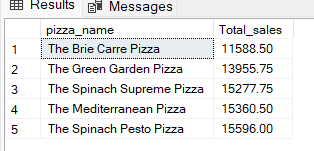 Results Messages
pizza_name Total_sales
1 The Brie Carre Pizza 11588.50
2 The Green Garden Pizza 13955.75
3 The Spinach Supreme Pizza 15277.75
4 The Mediterranean Pizza 15360.50
5 The Spinach Pesto Pizza 15596.00